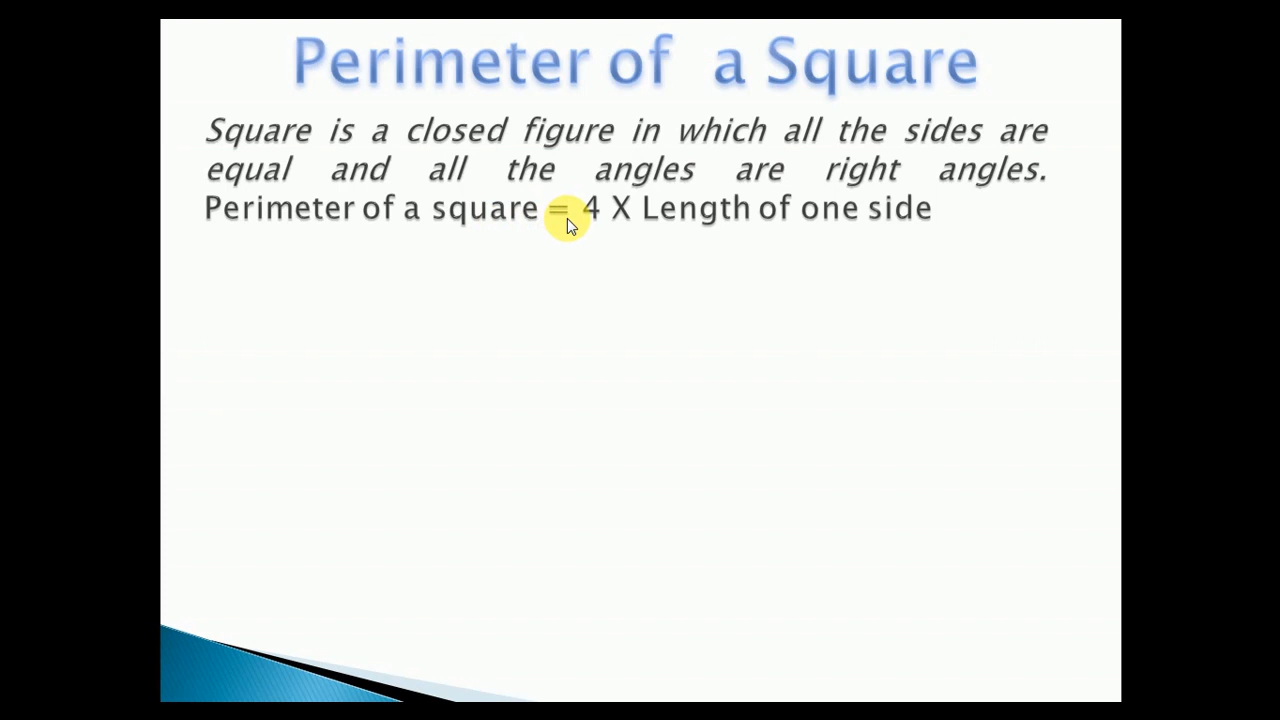 Perimeter of a Square
Square is a closed figure in which all the sides are
equal and all the angles are right angles.
Perimeter of a square = 4 X Length of one side